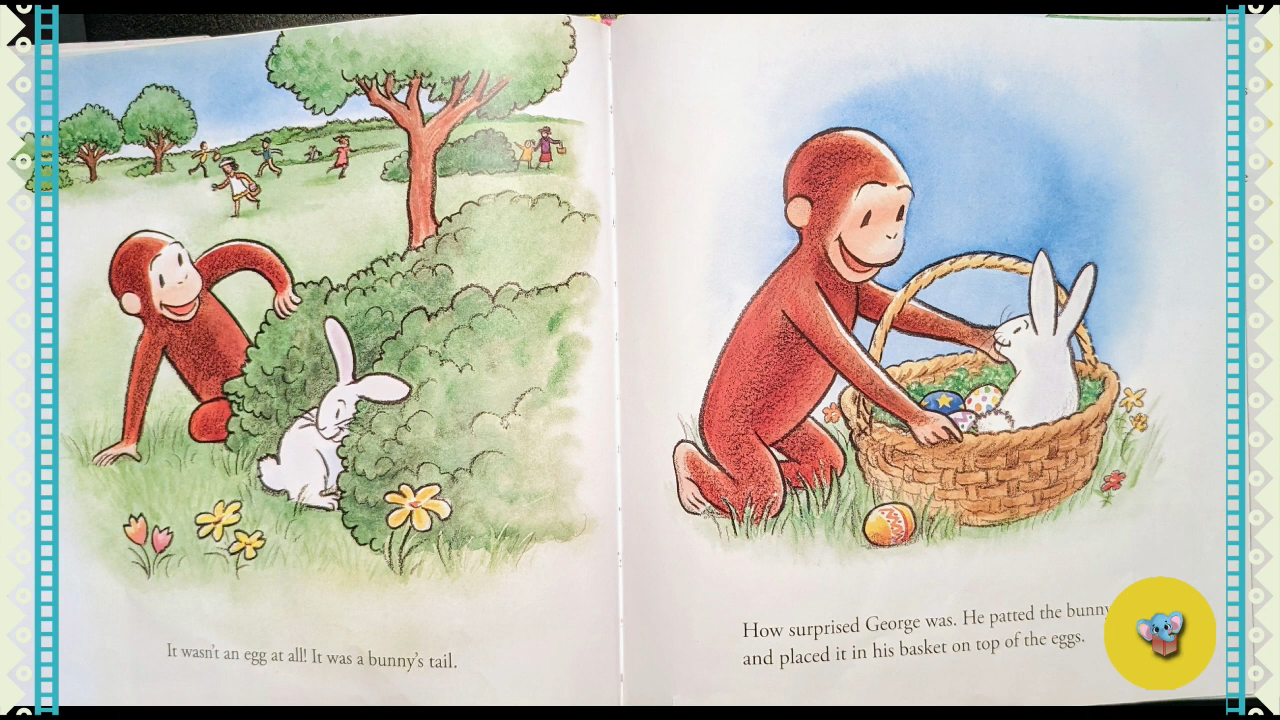 It wasn't an egg at all! It was a bunny's tail.
How surprised George was. He patted the bunny
and placed it in his basket on top of the eggs.